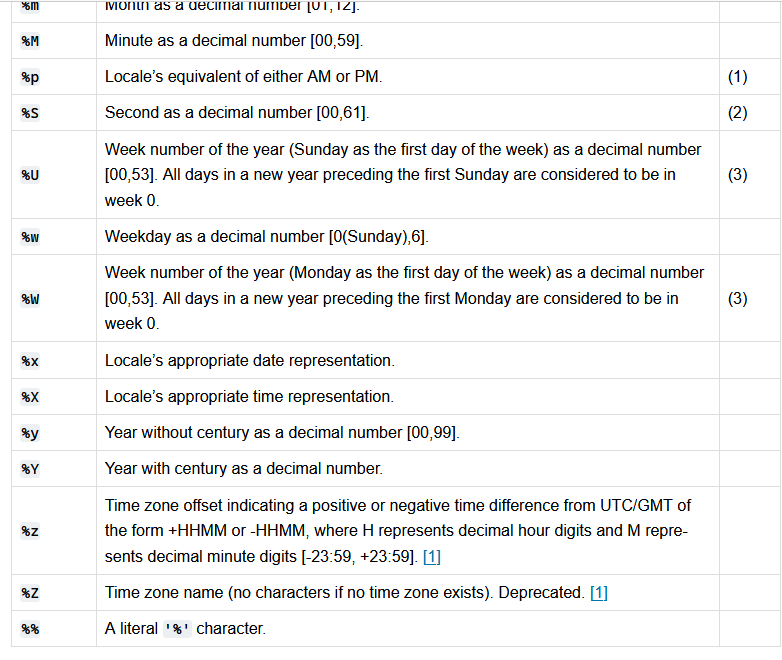 %m Month as a decimal number [01,12].
%M Minute as a decimal number [00,59].
%p Locale’s equivalent of either AM or PM. (1)
%S Second as a decimal number [00,61]. (2)
Week number of the year (Sunday as the first day of the week) as a decimal number
%U [00,53]. All days in a new year preceding the first Sunday are considered to be in (3)
week 0.
%w Weekday as a decimal number [0(Sunday),6].
Week number of the year (Monday as the first day of the week) as a decimal number
%W [00,53]. All days in a new year preceding the first Monday are considered to be in (3)
week 0.
%x Locale’s appropriate date representation.
%X Locale’s appropriate time representation.
%y Year without century as a decimal number [00,99].
%Y Year with century as a decimal number.
Time zone offset indicating a positive or negative time difference from UTC/GMT of
%z the form +HHMM or -HHMM, where H represents decimal hour digits and M repre-
sents decimal minute digits [-23:59, +23:59]. [1]
%Z Time zone name (no characters if no time zone exists). Deprecated. [1]
%% A literal '%' character.